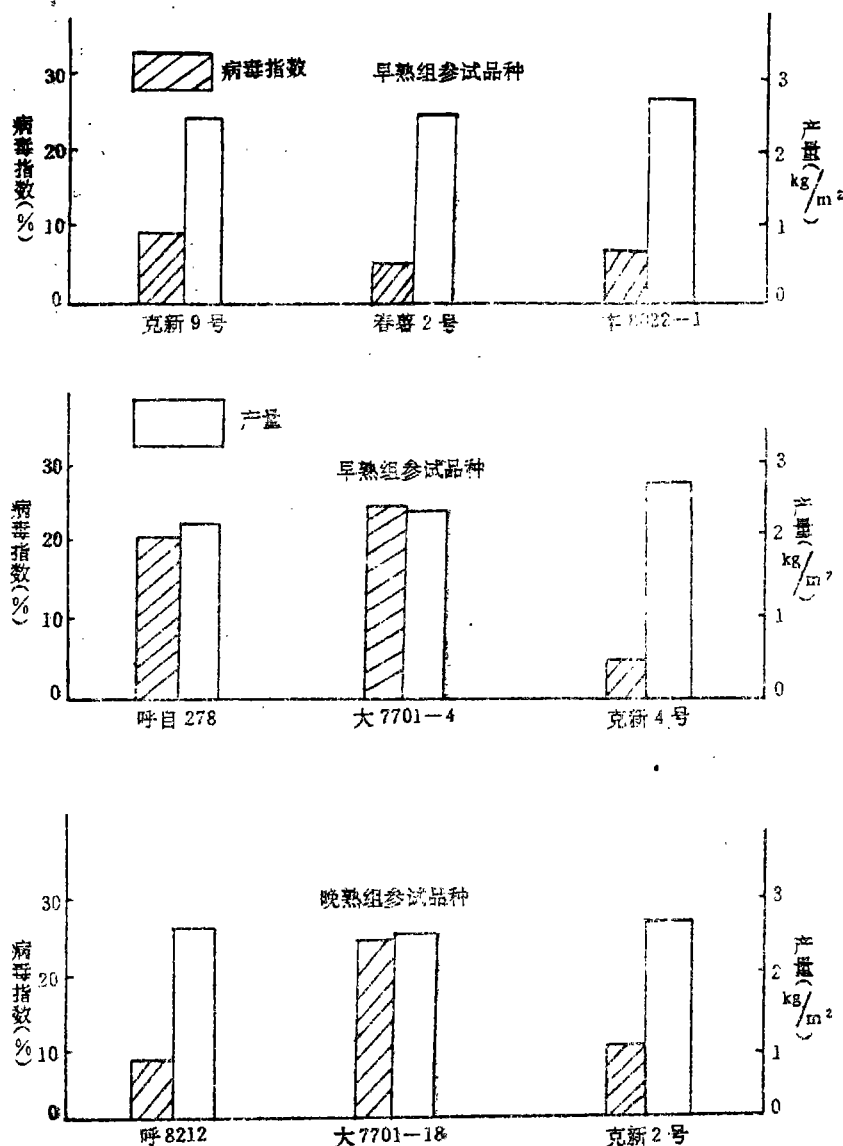 病毒指数
早熟组参试品种
30
20
10
0
病毒指数(%)
3
2
1
0
产量(kg/m²)
克新9号
春薯2号
产量
早熟组参试品种
30
20
10
0
病毒指数(%)
3
2
1
0
产量(kg/m²)
呼自278
大7701-4
克新4号
晚熟组参试品种
30
20
10
0
病毒指数(%)
3
2
1
0
产量(kg/m²)
呼8212
大7701-18
克新2号